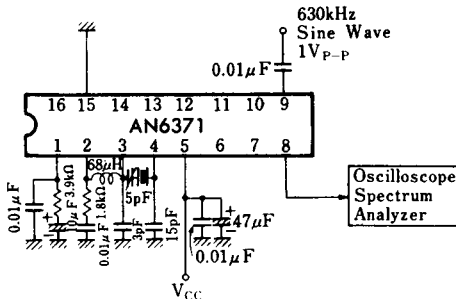 630kHz
Sine Wave
1V P-P
0.01μF
16 15 14 13 12 11 10 9
AN6371
1 2 3 4 5 6 7 8
68μH
5pF
0.01μF
3.9kΩ
1.8kΩ
0.01μF
3pF
15pF
47μF
0.01μF
VCC
Oscilloscope
Spectrum
Analyzer